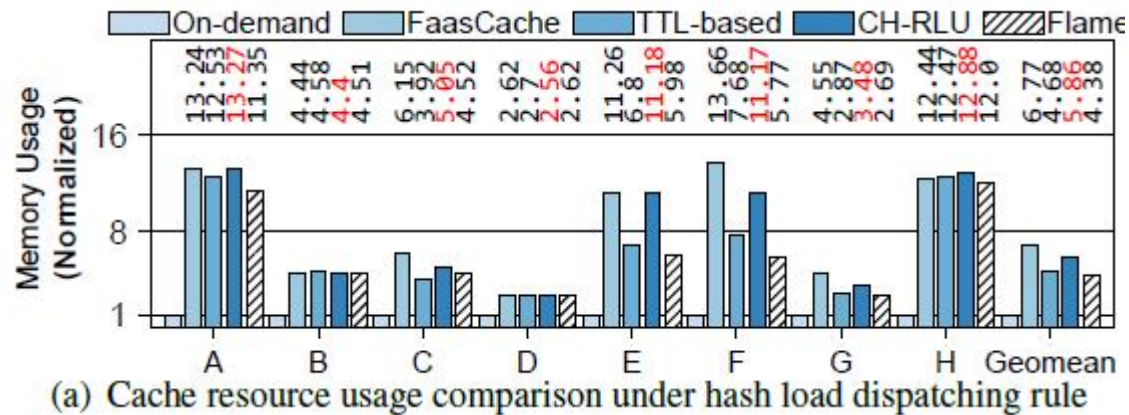 On-demand FaasCache TTL-based CH-RLU Flame
13.24 12.53 13.27 11.35 4.44 4.58 4.4 4.51 6.15 3.92 5.05 4.52 2.62 2.7 2.56 2.62 11.26 6.8 11.18 5.98 13.66 7.68 11.17 5.77 4.55 2.87 3.48 2.69 12.44 12.47 12.88 12.0 6.77 4.68 5.86 4.38
Memory Usage
(Normalized)
16
8
1
A B C D E F G H Geomean
(a) Cache resource usage comparison under hash load dispatching rule